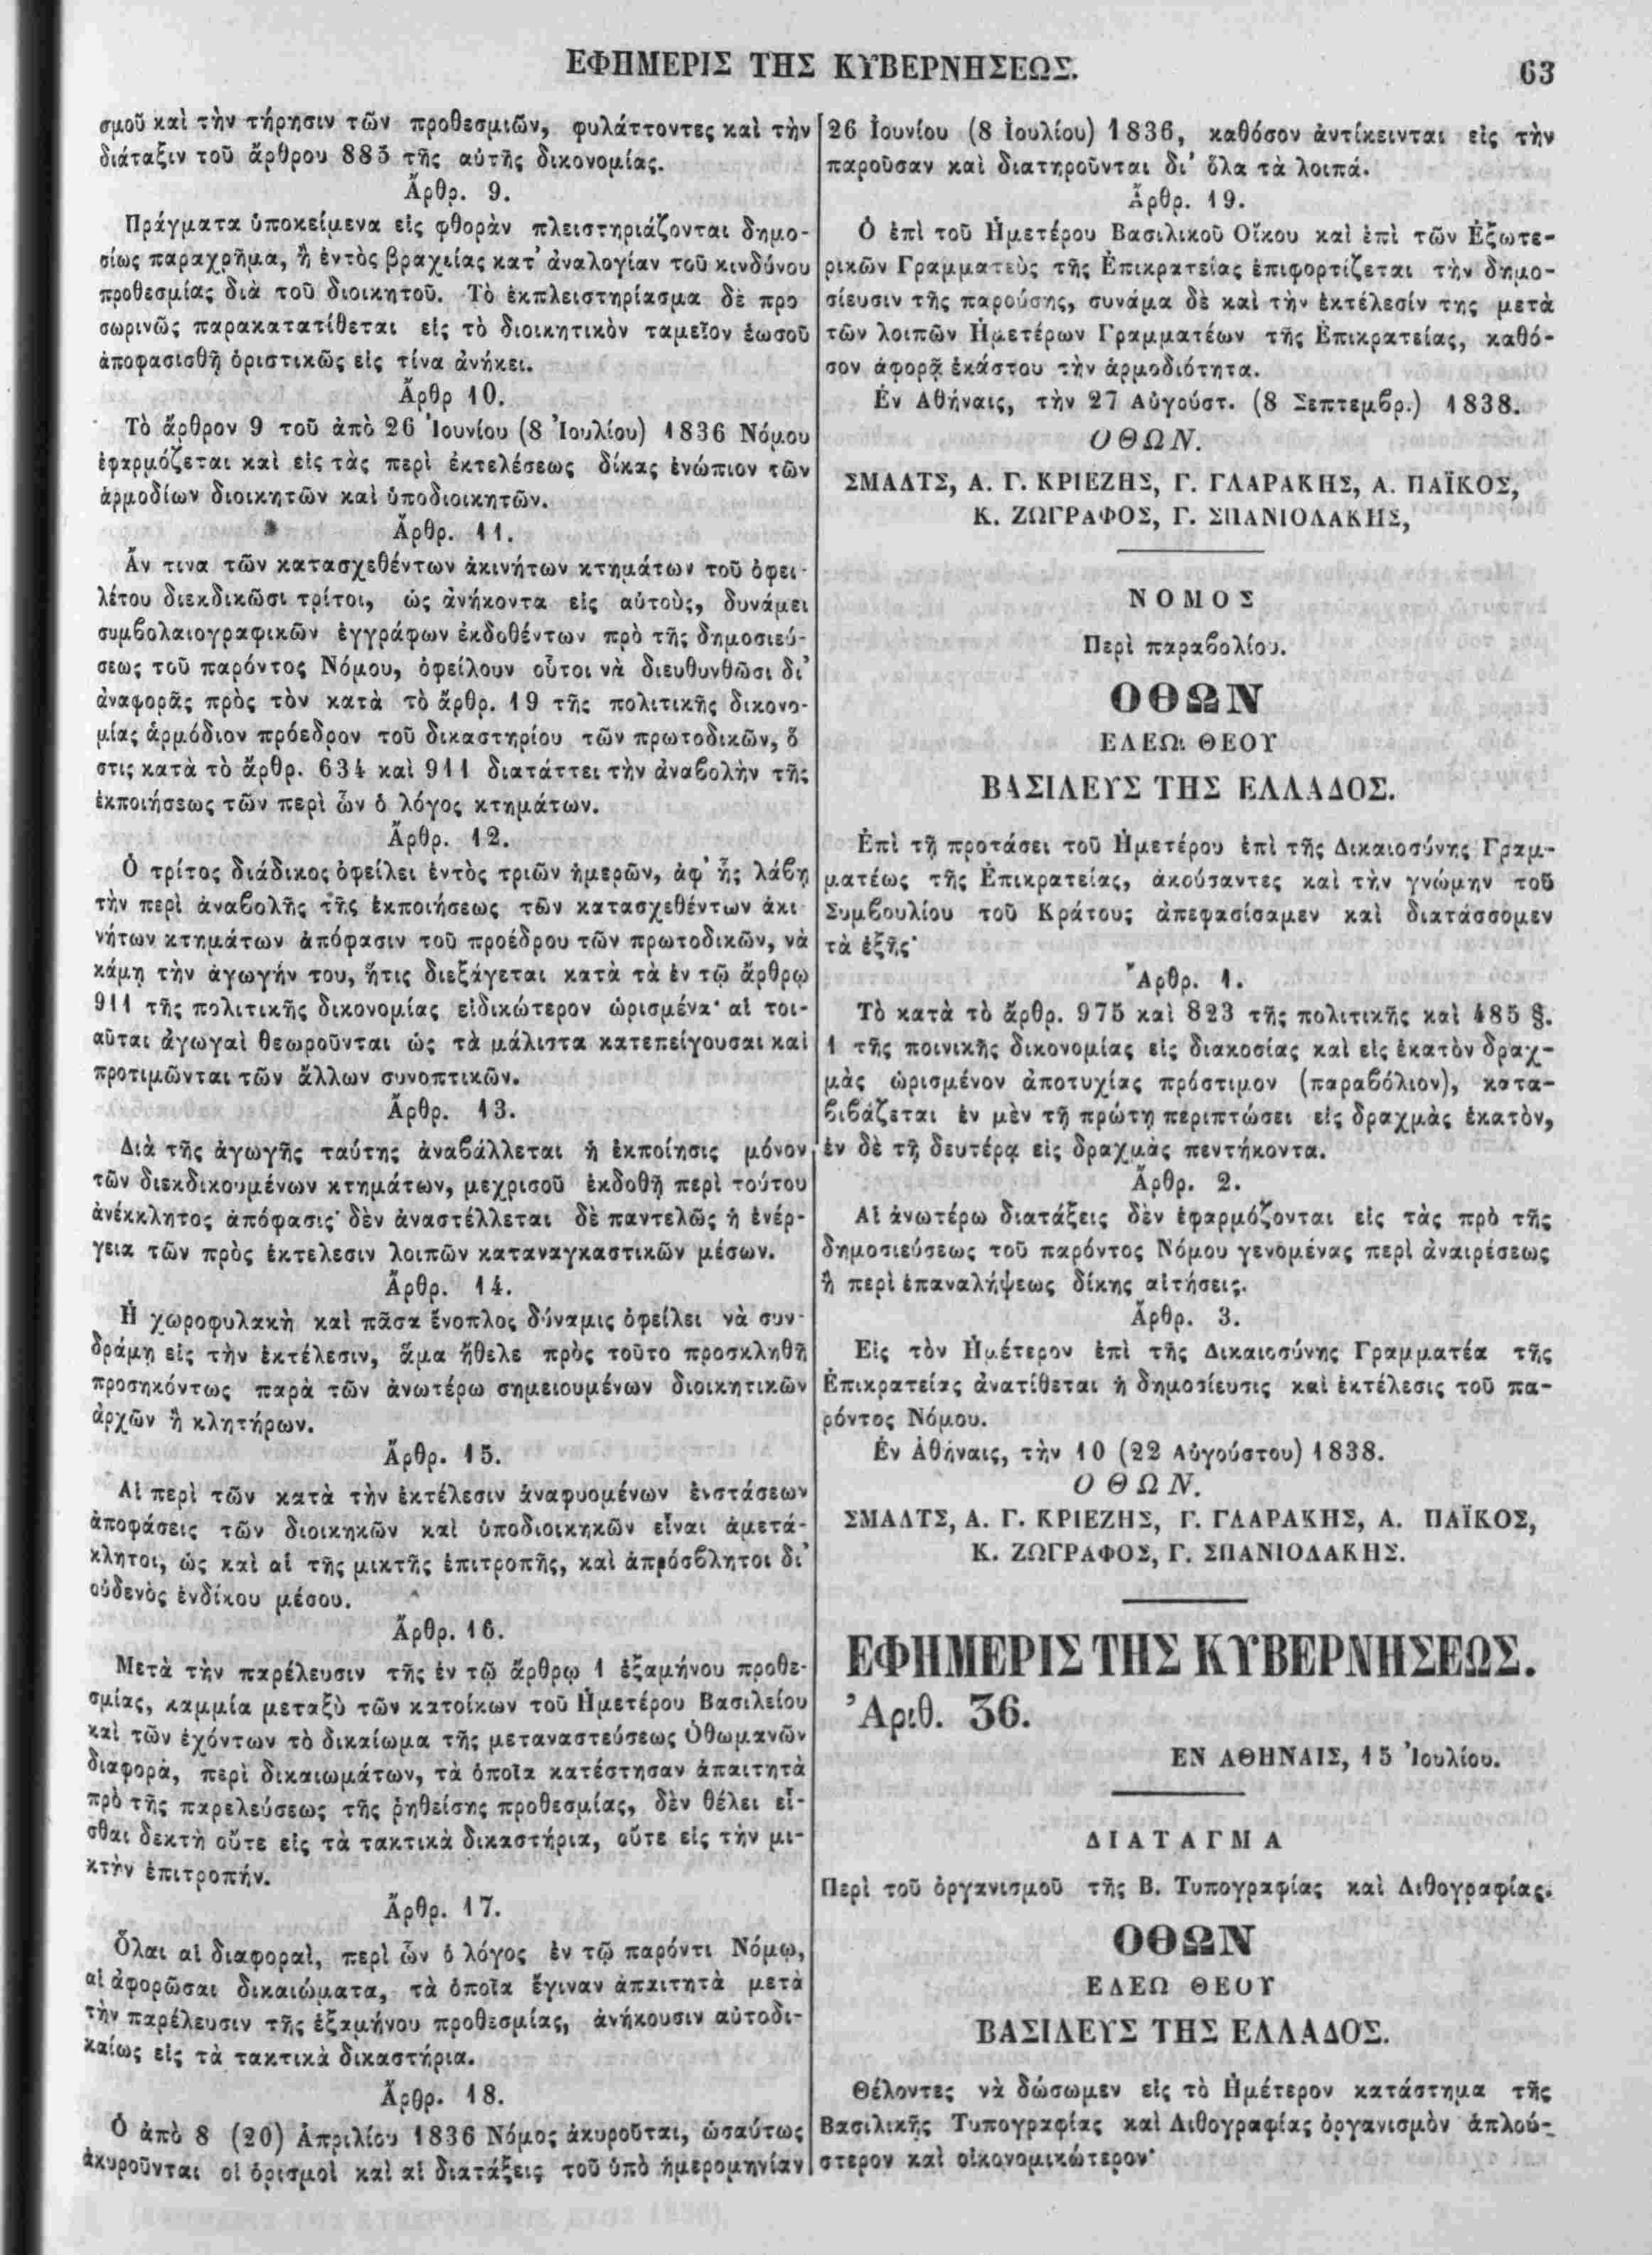 ΕΦΗΜΕΡΙΣ ΤΗΣ ΚΥΒΕΡΝΗΣΕΩΣ.
63
σμοῦ καὶ τὴν τήρησιν τῶν προθεσμιῶν, φυλάττοντες καὶ τὴν
διάταξιν τοῦ ἄρθρου 885 τῆς αὐτῆς δικονομίας.
Ἄρθρ. 9.
Πράγματα ὑποκείμενα εἰς φθορὰν πλειστηριάζονται δημο-
σίως παραχρῆμα, ἢ ἐντὸς βραχείας κατ᾽ ἀναλογίαν τοῦ κινδύνου
προθεσμίας διὰ τοῦ διοικητοῦ. Τὸ ἐκπλειστηρίασμα δὲ προ
σωρινῶς παρακατατίθεται εἰς τὸ διοικητικὸν ταμεῖον ἑωσοῦ
ἀποφασισθῇ ὁριστικῶς εἰς τίνα ἀνήκει.
Ἄρθρ 10.
Τὸ ἄρθρον 9 τοῦ ἀπὸ 26 Ἰουνίου (8 Ἰουλίου) 1836 Νόμου
ἐφαρμόζεται καὶ εἰς τὰς περὶ ἐκτελέσεως δίκας ἐνώπιον τῶν
ἁρμοδίων διοικητῶν καὶ ὑποδιοικητῶν.
Ἄρθρ. 11.
Ἄν τινα τῶν κατασχεθέντων ἀκινήτων κτημάτων τοῦ ὀφει-
λέτου διεκδικῶσι τρίτοι, ὡς ἀνήκοντα εἰς αὐτοὺς, δυνάμει
συμβολαιογραφικῶν ἐγγράφων ἐκδοθέντων πρὸ τῆς δημοσιεύ-
σεως τοῦ παρόντος Νόμου, ὀφείλουν οὗτοι νὰ διευθυνθῶσι δι᾽
ἀναφορᾶς πρὸς τὸν κατὰ τὸ ἄρθρ. 19 τῆς πολιτικῆς δικονο-
μίας ἁρμόδιον πρόεδρον τοῦ δικαστηρίου τῶν πρωτοδικῶν, ὅ
στις κατὰ τὸ ἄρθρ. 634 καὶ 911 διατάττει τὴν ἀναβολὴν τῆς
ἐκποιήσεως τῶν περὶ ὧν ὁ λόγος κτημάτων.
Ἄρθρ. 12.
Ὁ τρίτος διάδικος ὀφείλει ἐντὸς τριῶν ἡμερῶν, ἀφ᾽ ἧς λάβῃ
τὴν περὶ ἀναβολῆς τῆς ἐκποιήσεως τῶν κατασχεθέντων ἀκι
νήτων κτημάτων ἀπόφασιν τοῦ προέδρου τῶν πρωτοδικῶν, νὰ
κάμῃ τὴν ἀγωγήν του, ἥτις διεξάγεται κατὰ τὰ ἐν τῷ ἄρθρῳ
911 τῆς πολιτικῆς δικονομίας εἰδικώτερον ὡρισμένα· αἱ τοι-
αῦται ἀγωγαὶ θεωροῦνται ὡς τὰ μάλιστα κατεπείγουσαι καὶ
προτιμῶνται τῶν ἄλλων συνοπτικῶν.
Ἄρθρ. 13.
Διὰ τῆς ἀγωγῆς ταύτης ἀναβάλλεται ἡ ἐκποίησις μόνον
τῶν διεκδικουμένων κτημάτων, μεχρισοῦ ἐκδοθῇ περὶ τούτου
ἀνέκκλητος ἀπόφασις· δὲν ἀναστέλλεται δὲ παντελῶς ἡ ἐνέρ-
γεια τῶν πρὸς ἐκτελεσιν λοιπῶν καταναγκαστικῶν μέσων.
Ἄρθρ. 14.
Ἡ χωροφυλακὴ καὶ πᾶσα ἔνοπλος δύναμις ὀφείλει νὰ συν-
δράμῃ εἰς τὴν ἐκτέλεσιν, ἅμα ἤθελε πρὸς τοῦτο προσκληθῆ
προσηκόντως παρὰ τῶν ἀνωτέρω σημειουμένων διοικητικῶν
ἀρχῶν ἢ κλητήρων.
Ἄρθρ. 15.
Αἱ περὶ τῶν κατὰ τὴν ἐκτέλεσιν ἀναφυομένων ἐνστάσεων
ἀποφάσεις τῶν διοικηκῶν καὶ ὑποδιοικηκῶν εἶναι ἀμετά-
κλητοι, ὡς καὶ αἱ τῆς μικτῆς ἐπιτροπῆς, καὶ ἀπρόσβλητοι δι᾽
οὐδενὸς ἐνδίκου μέσου.
Ἄρθρ. 16.
Μετὰ τὴν παρέλευσιν τῆς ἐν τῷ ἄρθρῳ 1 ἑξαμήνου προθε-
σμίας, καμμία μεταξὺ τῶν κατοίκων τοῦ Ἡμετέρου Βασιλείου
καὶ τῶν ἐχόντων τὸ δικαίωμα τῆς μεταναστεύσεως Ὀθωμανῶν
διαφορὰ, περὶ δικαιωμάτων, τὰ ὁποῖα κατέστησαν ἀπαιτητὰ
πρὸ τῆς παρελεύσεως τῆς ῥηθείσης προθεσμίας, δὲν θέλει εἶ-
σθαι δεκτὴ οὔτε εἰς τὰ τακτικὰ δικαστήρια, οὔτε εἰς τὴν μι-
κτὴν ἐπιτροπήν.
Ἄρθρ. 17.
Ὅλαι αἱ διαφοραὶ, περὶ ὧν ὁ λόγος ἐν τῷ παρόντι Νόμῳ,
αἱ ἀφορῶσαι δικαιώματα, τὰ ὁποῖα ἔγιναν ἀπαιτητὰ μετὰ
τὴν παρέλευσιν τῆς ἑξαμήνου προθεσμίας, ἀνήκουσιν αὐτοδι-
καίως εἰς τὰ τακτικὰ δικαστήρια.
Ἄρθρ. 18.
Ὁ ἀπὸ 8 (20) Ἀπριλίου 1836 Νόμος ἀκυροῦται, ὡσαύτως
ἀκυροῦνται οἱ ὁρισμοὶ καὶ αἱ διατάξεις τοῦ ὑπὸ ἡμερομηνίαν
26 Ἰουνίου (8 Ἰουλίου) 1836, καθόσον ἀντίκεινται εἰς τὴν
παροῦσαν καὶ διατηροῦνται δι᾽ ὅλα τὰ λοιπά.
Ἄρθρ. 19.
Ὁ ἐπὶ τοῦ Ἡμετέρου Βασιλικοῦ Οἴκου καὶ ἐπὶ τῶν Ἐξωτε-
ρικῶν Γραμματεὺς τῆς Ἐπικρατείας ἐπιφορτίζεται τὴν δημο-
σίευσιν τῆς παρούσης, συνάμα δὲ καὶ τὴν ἐκτέλεσίν της μετὰ
τῶν λοιπῶν Ἡμετέρων Γραμματέων τῆς Ἐπικρατείας, καθό-
σον ἀφορᾷ ἑκάστου τὴν ἁρμοδιότητα.
Ἐν Ἀθήναις, τὴν 27 Αὐγούστ. (8 Σεπτεμβρ.) 1838.
ΟΘΩΝ.
ΣΜΑΛΤΣ, Α. Γ. ΚΡΙΕΖΗΣ, Γ. ΓΛΑΡΑΚΗΣ, Α. ΠΑΪΚΟΣ,
Κ. ΖΩΓΡΑΦΟΣ, Γ. ΣΠΑΝΙΟΛΑΚΗΣ,
ΝΟΜΟΣ
Περὶ παραβολίου.
ΟΘΩΝ
ΕΛΕΩι ΘΕΟΥ
ΒΑΣΙΛΕΥΣ ΤΗΣ ΕΛΛΑΔΟΣ.
Ἐπὶ τῇ προτάσει τοῦ Ἡμετέρου ἐπὶ τῆς Δικαιοσύνης Γραμ-
ματέως τῆς Ἐπικρατείας, ἀκούσαντες καὶ τὴν γνώμην τοῦ
Συμβουλίου τοῦ Κράτους ἀπεφασίσαμεν καὶ διατάσσομεν
τὰ ἑξῆς·
Ἄρθρ. 1.
Τὸ κατὰ τὸ ἄρθρ. 975 καὶ 823 τῆς πολιτικῆς καὶ 485 §.
1 τῆς ποινικῆς δικονομίας εἰς διακοσίας καὶ εἰς ἑκατὸν δραχ-
μὰς ὡρισμένον ἀποτυχίας πρόστιμον (παραβόλιον), κατα-
βιβάζεται ἐν μὲν τῇ πρώτῃ περιπτώσει εἰς δραχμὰς ἑκατὸν,
ἐν δὲ τῇ δευτέρᾳ εἰς δραχμὰς πεντήκοντα.
Ἄρθρ. 2.
Αἱ ἀνωτέρω διατάξεις δὲν ἐφαρμόζονται εἰς τὰς πρὸ τῆς
δημοσιεύσεως τοῦ παρόντος Νόμου γενομένας περὶ ἀναιρέσεως
ἢ περὶ ἐπαναλήψεως δίκης αἰτήσεις.
Ἄρθρ. 3.
Εἰς τὸν Ἡμέτερον ἐπὶ τῆς Δικαιοσύνης Γραμματέα τῆς
Ἐπικρατείας ἀνατίθεται ἡ δημοσίευσις καὶ ἐκτέλεσις τοῦ πα-
ρόντος Νόμου.
Ἐν Ἀθήναις, τὴν 10 (22 Αὐγούστου) 1838.
ΟΘΩΝ.
ΣΜΑΛΤΣ, Α. Γ. ΚΡΙΕΖΗΣ, Γ. ΓΛΑΡΑΚΗΣ, Α. ΠΑΪΚΟΣ,
Κ. ΖΩΓΡΑΦΟΣ, Γ. ΣΠΑΝΙΟΛΑΚΗΣ.
ΕΦΗΜΕΡΙΣ ΤΗΣ ΚΥΒΕΡΝΗΣΕΩΣ.
Ἀριθ. 36.
ΕΝ ΑΘΗΝΑΙΣ, 15 Ἰουλίου.
ΔΙΑΤΑΓΜΑ
Περὶ τοῦ ὀργανισμοῦ τῆς Β. Τυπογραφίας καὶ Λιθογραφίας.
ΟΘΩΝ
ΕΛΕΩ ΘΕΟΥ
ΒΑΣΙΛΕΥΣ ΤΗΣ ΕΛΛΑΔΟΣ.
Θέλοντες νὰ δώσωμεν εἰς τὸ Ἡμέτερον κατάστημα τῆς
Βασιλικῆς Τυπογραφίας καὶ Λιθογραφίας ὀργανισμὸν ἁπλού-
στερον καὶ οἰκονομικώτερον·